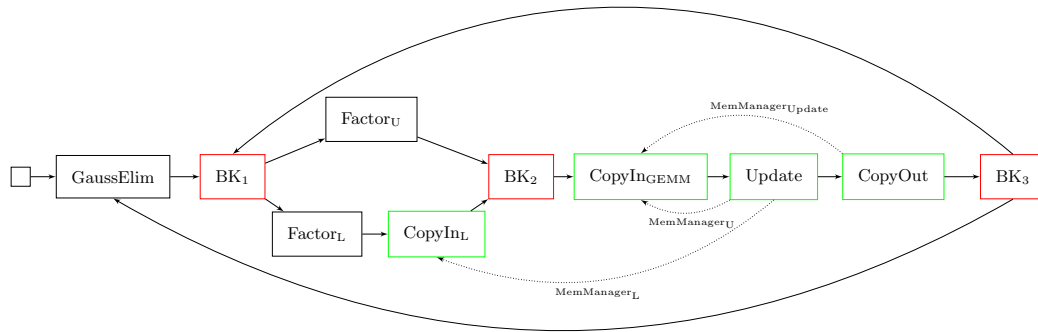 MemManager_Update
Factor_U
GaussElim
BK_1
BK_2
CopyIn_GEMM
Update
CopyOut
BK_3
MemManager_U
Factor_L
CopyIn_L
MemManager_L